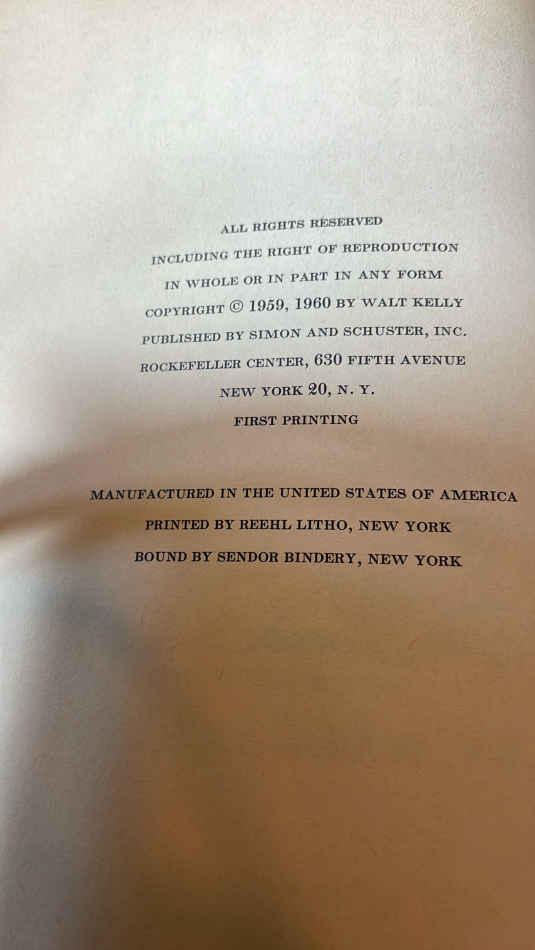 ALL RIGHTS RESERVED
INCLUDING THE RIGHT OF REPRODUCTION
IN WHOLE OR IN PART IN ANY FORM
COPYRIGHT © 1959, 1960 BY WALT KELLY
PUBLISHED BY SIMON AND SCHUSTER, INC.
ROCKEFELLER CENTER, 630 FIFTH AVENUE
NEW YORK 20, N. Y.
FIRST PRINTING
MANUFACTURED IN THE UNITED STATES OF AMERICA
PRINTED BY REEHL LITHO, NEW YORK
BOUND BY SENDOR BINDERY, NEW YORK